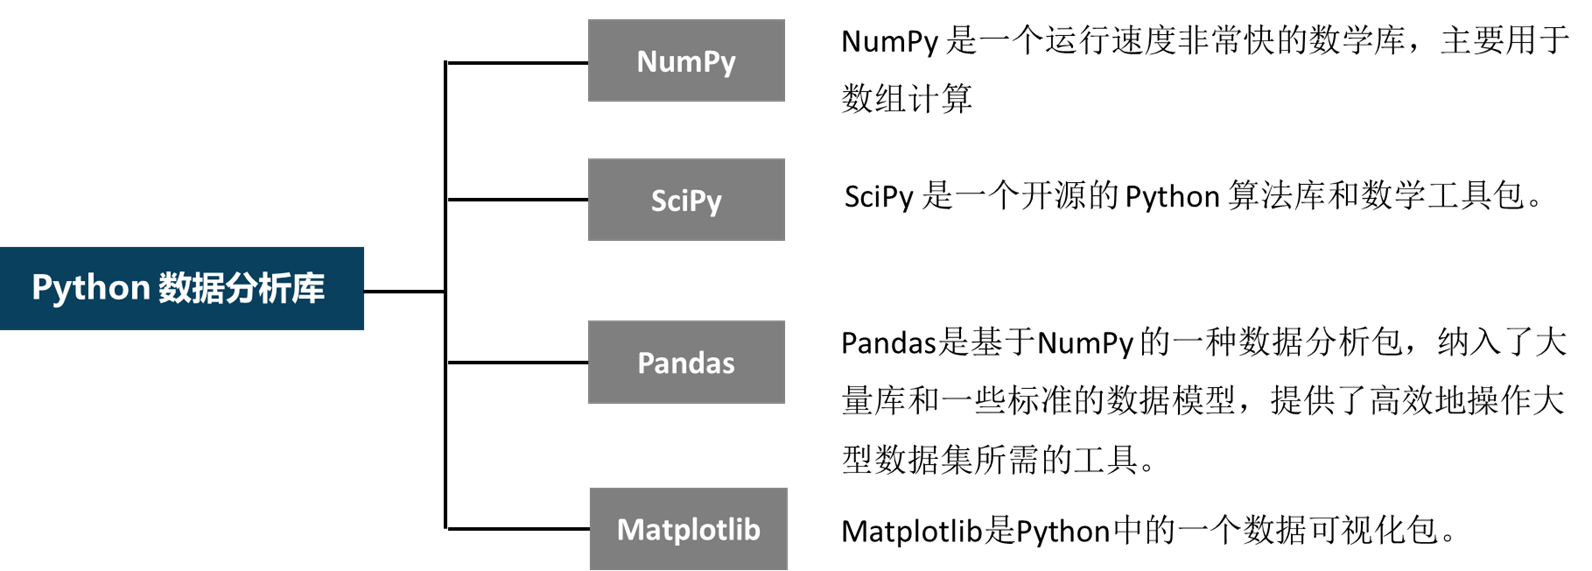 NumPy
NumPy 是一个运行速度非常快的数学库，主要用于
数组计算
SciPy
SciPy 是一个开源的 Python 算法库和数学工具包。
Python 数据分析库
Pandas
Pandas是基于NumPy 的一种数据分析包，纳入了大
量库和一些标准的数据模型，提供了高效地操作大
型数据集所需的工具。
Matplotlib
Matplotlib是Python中的一个数据可视化包。